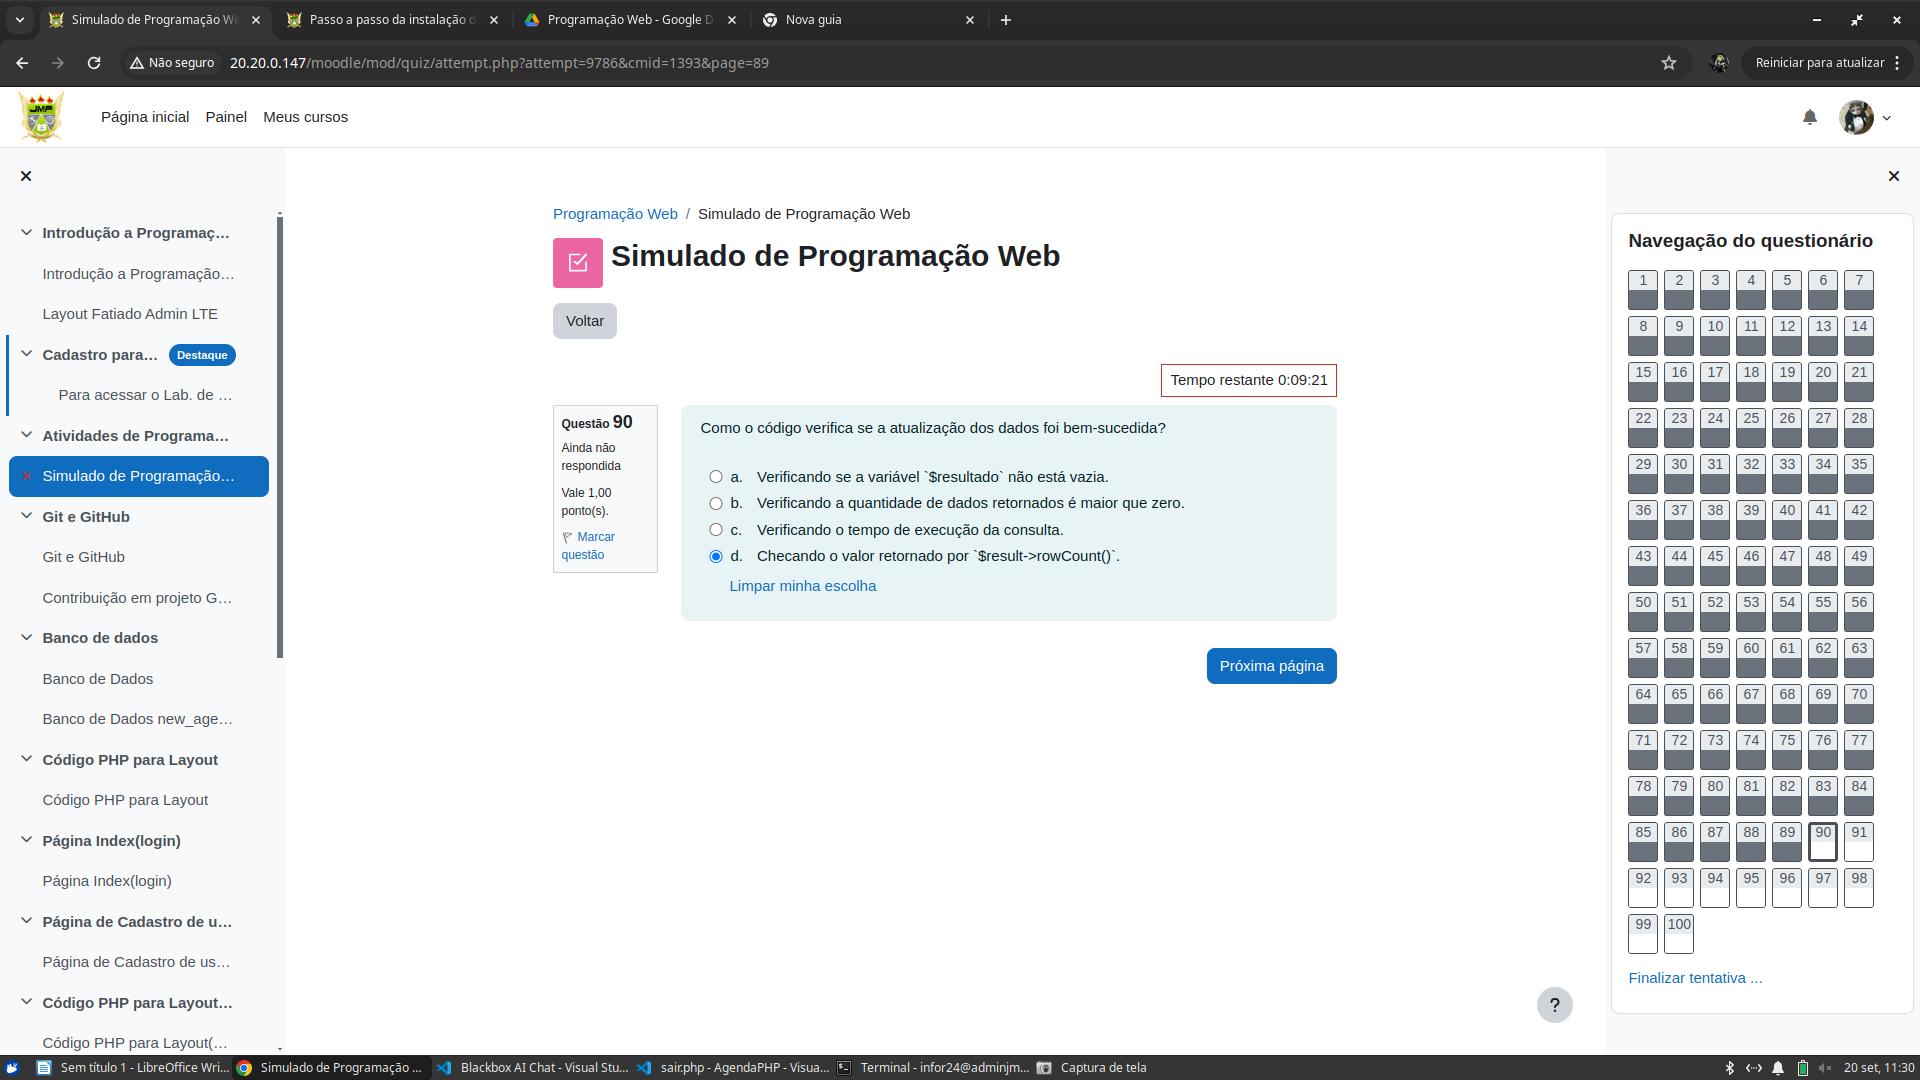 Simulado de Programação We
Passo a passo da instalação d
Programação Web - Google D
Nova guia
Não seguro
20.20.0.147/moodle/mod/quiz/attempt.php?attempt=9786&cmid=1393&page=89
Reiniciar para atualizar
JMF
Página inicial
Painel
Meus cursos
Introdução a Programaç...
Introdução a Programação...
Layout Fatiado Admin LTE
Cadastro para...
Destaque
Para acessar o Lab. de ...
Atividades de Programa...
Simulado de Programação...
Git e GitHub
Git e GitHub
Contribuição em projeto G...
Banco de dados
Banco de Dados
Banco de Dados new_age...
Código PHP para Layout
Código PHP para Layout
Página Index(login)
Página Index(login)
Página de Cadastro de u...
Página de Cadastro de us...
Código PHP para Layout...
Código PHP para Layout(...
Programação Web / Simulado de Programação Web
Simulado de Programação Web
Voltar
Tempo restante 0:09:21
Questão 90
Ainda não
respondida
Vale 1,00
ponto(s).
Marcar
questão
Como o código verifica se a atualização dos dados foi bem-sucedida?
a. Verificando se a variável `$resultado` não está vazia.
b. Verificando a quantidade de dados retornados é maior que zero.
c. Verificando o tempo de execução da consulta.
d. Checando o valor retornado por `$result->rowCount()`.
Limpar minha escolha
Próxima página
Navegação do questionário
1 2 3 4 5 6 7
8 9 10 11 12 13 14
15 16 17 18 19 20 21
22 23 24 25 26 27 28
29 30 31 32 33 34 35
36 37 38 39 40 41 42
43 44 45 46 47 48 49
50 51 52 53 54 55 56
57 58 59 60 61 62 63
64 65 66 67 68 69 70
71 72 73 74 75 76 77
78 79 80 81 82 83 84
85 86 87 88 89 90 91
92 93 94 95 96 97 98
99 100
Finalizar tentativa ...
?
Sem título 1 - LibreOffice Wri...
Simulado de Programação ...
Blackbox AI Chat - Visual Stu...
sair.php - AgendaPHP - Visua...
Terminal - infor24@adminjm...
Captura de tela
20 set, 11:30